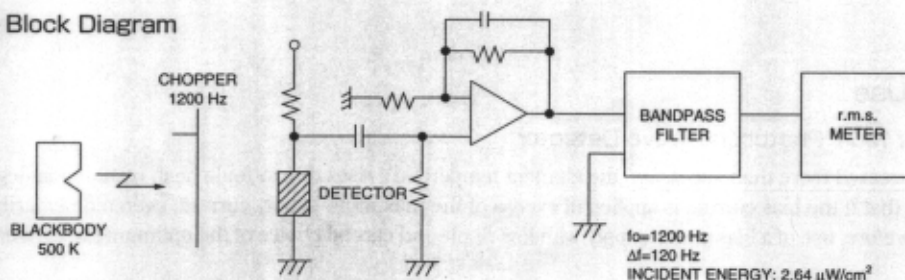 Block Diagram
CHOPPER
1200 Hz
BLACKBODY
500 K
DETECTOR
BANDPASS
FILTER
r.m.s.
METER
fo=1200 Hz
Δf=120 Hz
INCIDENT ENERGY: 2.64 μW/cm²